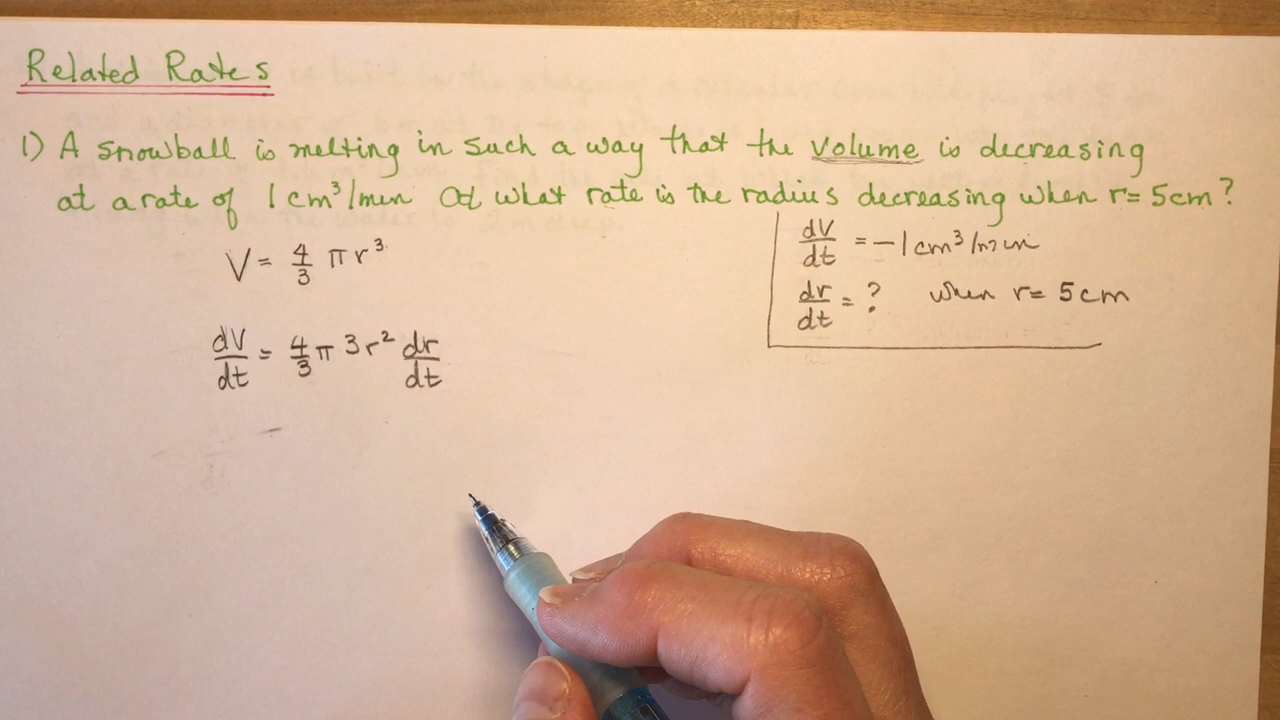 Related Rates
1) A snowball is melting in such a way that the volume is decreasing
at a rate of 1 cm³/min At what rate is the radius decreasing when r= 5cm?
V = 4/3 πr³
dV/dt = 4/3 π 3r² dr/dt
dV/dt = -1 cm³/min
dr/dt = ? when r= 5cm